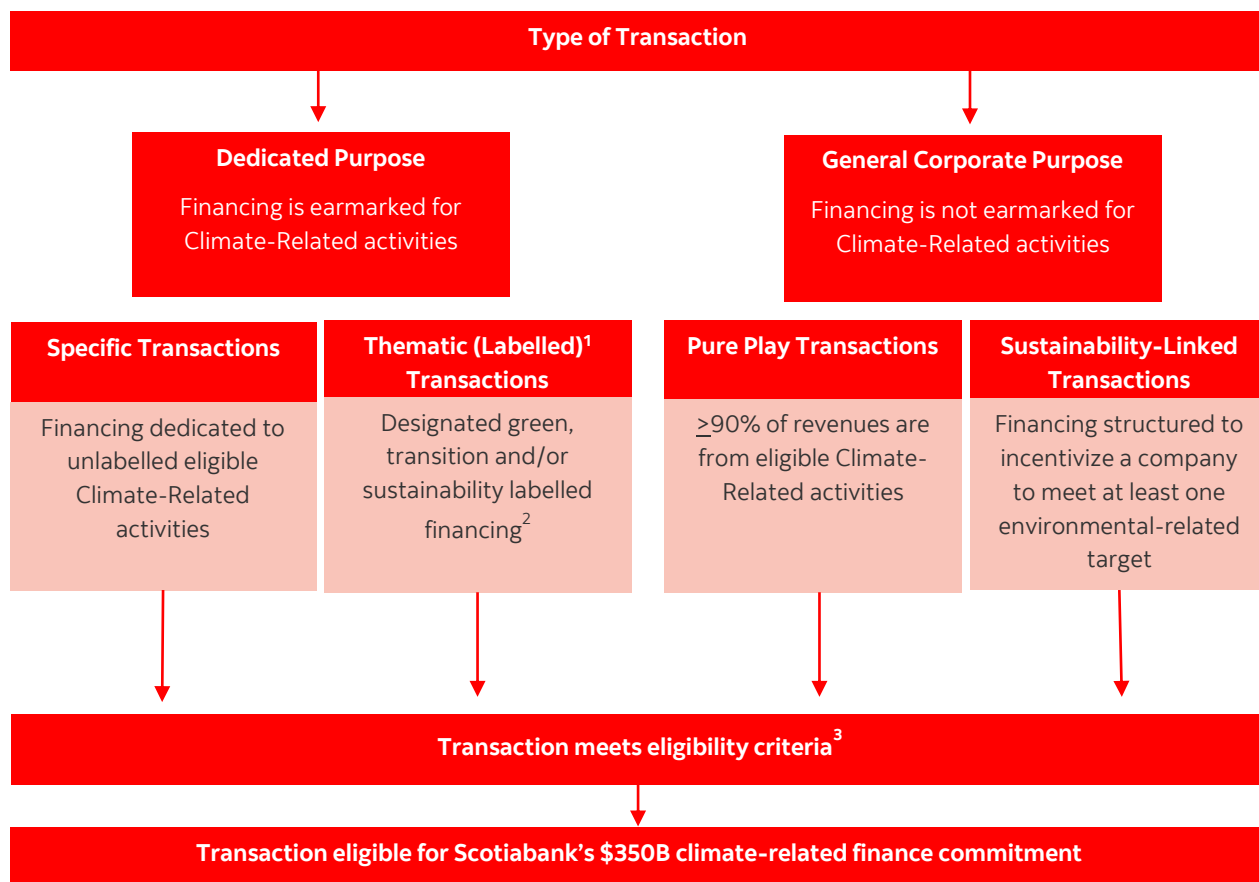 Type of Transaction
Dedicated Purpose
Financing is earmarked for
Climate-Related activities
General Corporate Purpose
Financing is not earmarked for
Climate-Related activities
Specific Transactions
Financing dedicated to
unlabelled eligible
Climate-Related
activities
Thematic (Labelled)¹
Transactions
Designated green,
transition and/or
sustainability labelled
financing²
Pure Play Transactions
≥90% of revenues are
from eligible Climate-
Related activities
Sustainability-Linked
Transactions
Financing structured to
incentivize a company
to meet at least one
environmental-related
target
Transaction meets eligibility criteria³
Transaction eligible for Scotiabank’s $350B climate-related finance commitment